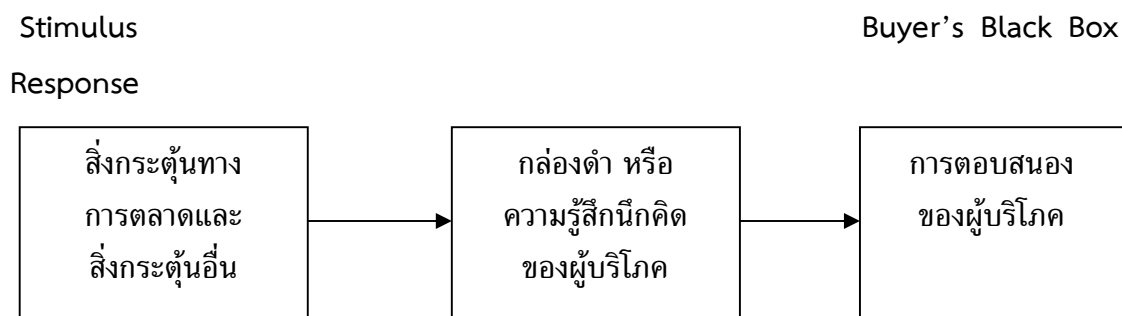 Stimulus Buyer's Black Box
Response
สิ่งกระตุ้นทาง
การตลาดและ
สิ่งกระตุ้นอื่น
กล่องดำ หรือ
ความรู้สึกนึกคิด
ของผู้บริโภค
การตอบสนอง
ของผู้บริโภค